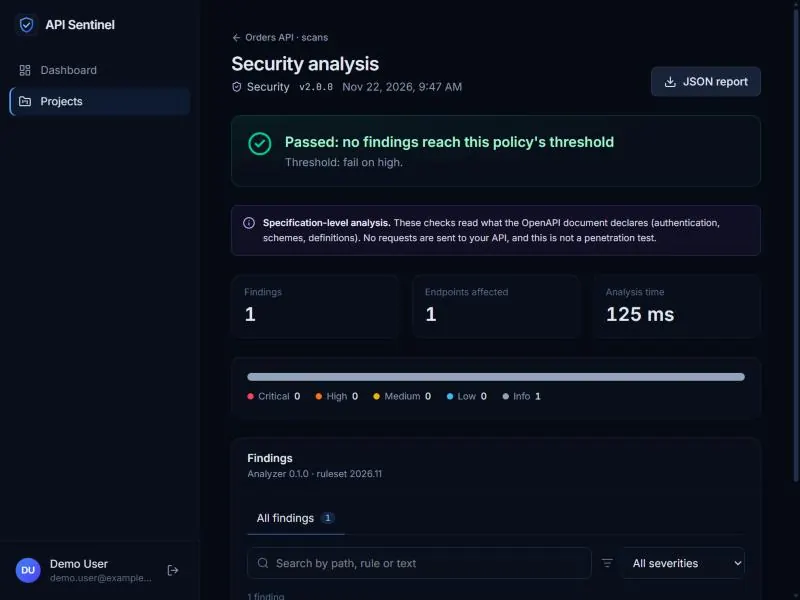 API Sentinel
Dashboard
Projects
Demo User
demo.user@example...
DU
Orders API · scans
Security analysis
Security v2.0.0 Nov 22, 2026, 9:47 AM
JSON report
Passed: no findings reach this policy's threshold
Threshold: fail on high.
Specification-level analysis. These checks read what the OpenAPI document declares (authentication,
schemes, definitions). No requests are sent to your API, and this is not a penetration test.
Findings
1
Endpoints affected
1
Analysis time
125 ms
Critical 0 High 0 Medium 0 Low 0 Info 1
Findings
Analyzer 0.1.0 · ruleset 2026.11
All findings 1
Search by path, rule or text
All severities
1 finding